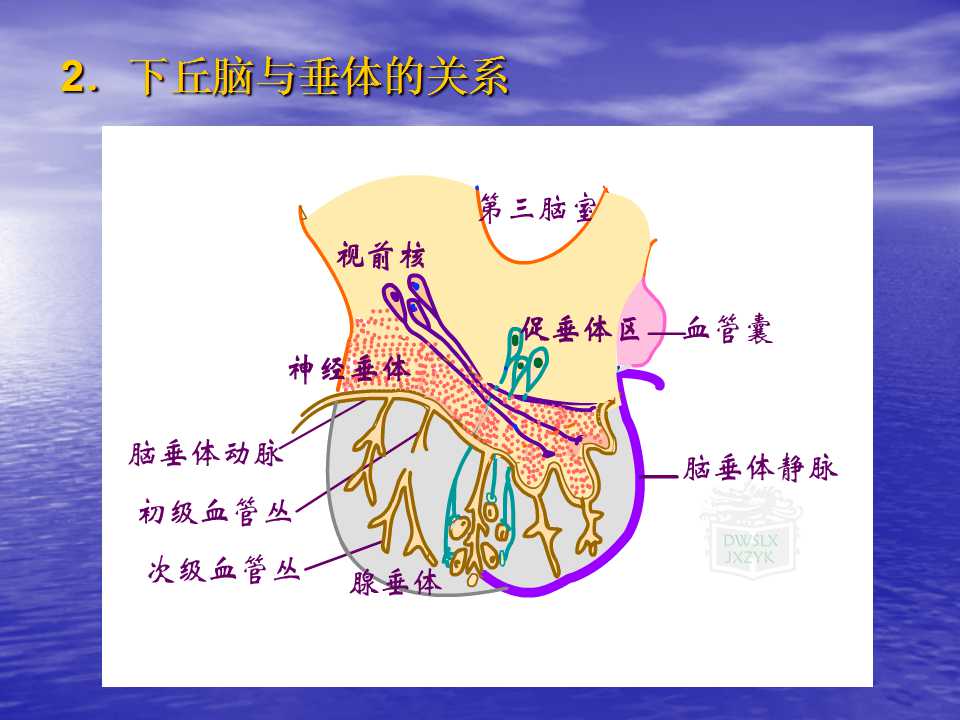 2. 下丘脑与垂体的关系
第三脑室
视前核
促垂体区
血管囊
神经垂体
脑垂体动脉
脑垂体静脉
初级血管丛
次级血管丛
腺垂体
DWSLX
JXZYK